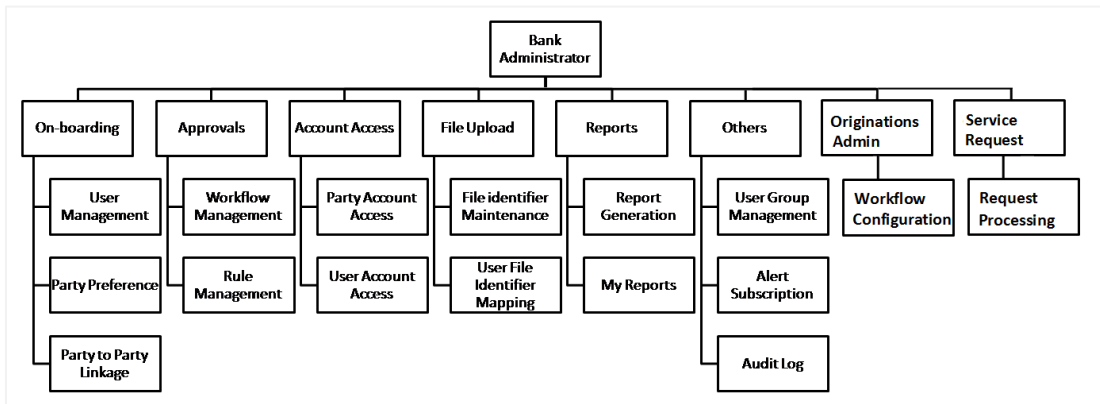 Bank
Administrator
On-boarding
Approvals
Account Access
File Upload
Reports
Others
Originations
Admin
Service
Request
User
Management
Workflow
Management
Party Account
Access
File identifier
Maintenance
Report
Generation
User Group
Management
Workflow
Configuration
Request
Processing
Party Preference
Rule
Management
User Account
Access
User File
Identifier
Mapping
My Reports
Alert
Subscription
Party to Party
Linkage
Audit Log